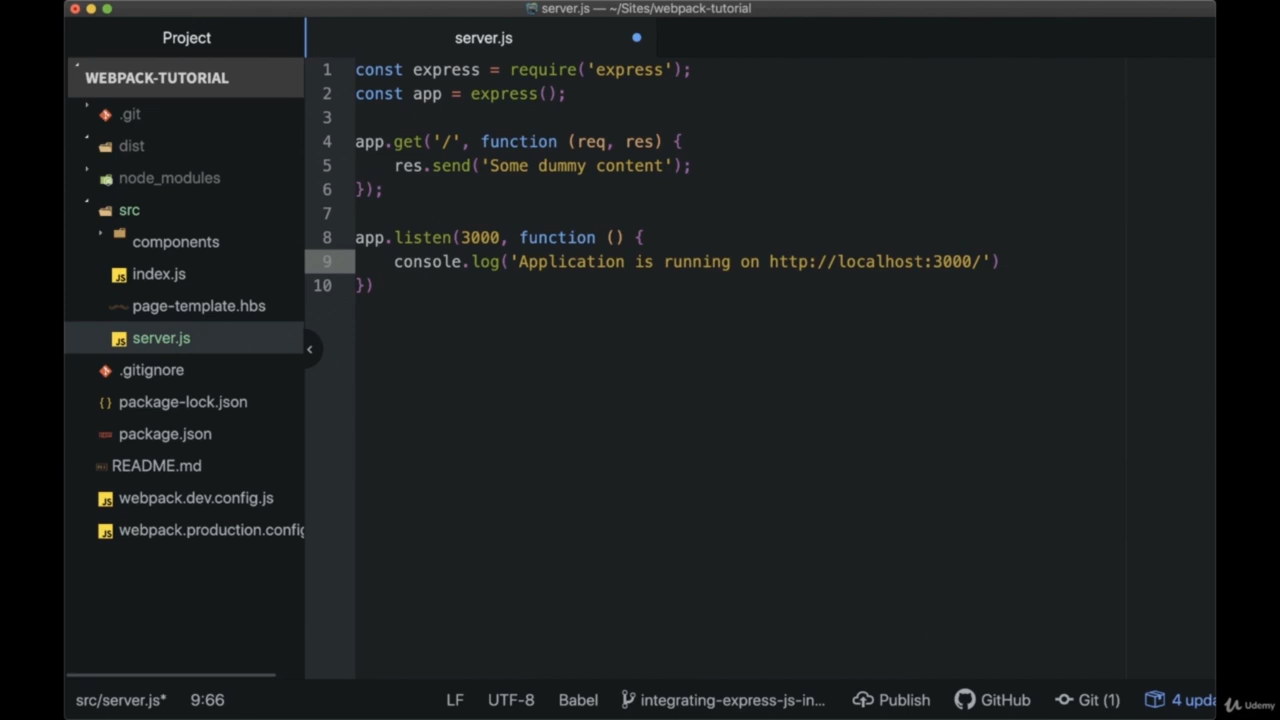 server.js — ~/Sites/webpack-tutorial
Project
server.js
WEBPACK-TUTORIAL
.git
dist
node_modules
src
components
index.js
page-template.hbs
server.js
.gitignore
package-lock.json
package.json
README.md
webpack.dev.config.js
webpack.production.config
1 const express = require('express');
2 const app = express();
3
4 app.get('/', function (req, res) {
5 res.send('Some dummy content');
6 });
7
8 app.listen(3000, function () {
9 console.log('Application is running on http://localhost:3000/')
10 })
src/server.js* 9:66 LF UTF-8 Babel integrating-express-js-in... Publish GitHub Git (1) 4 upda
Udemy